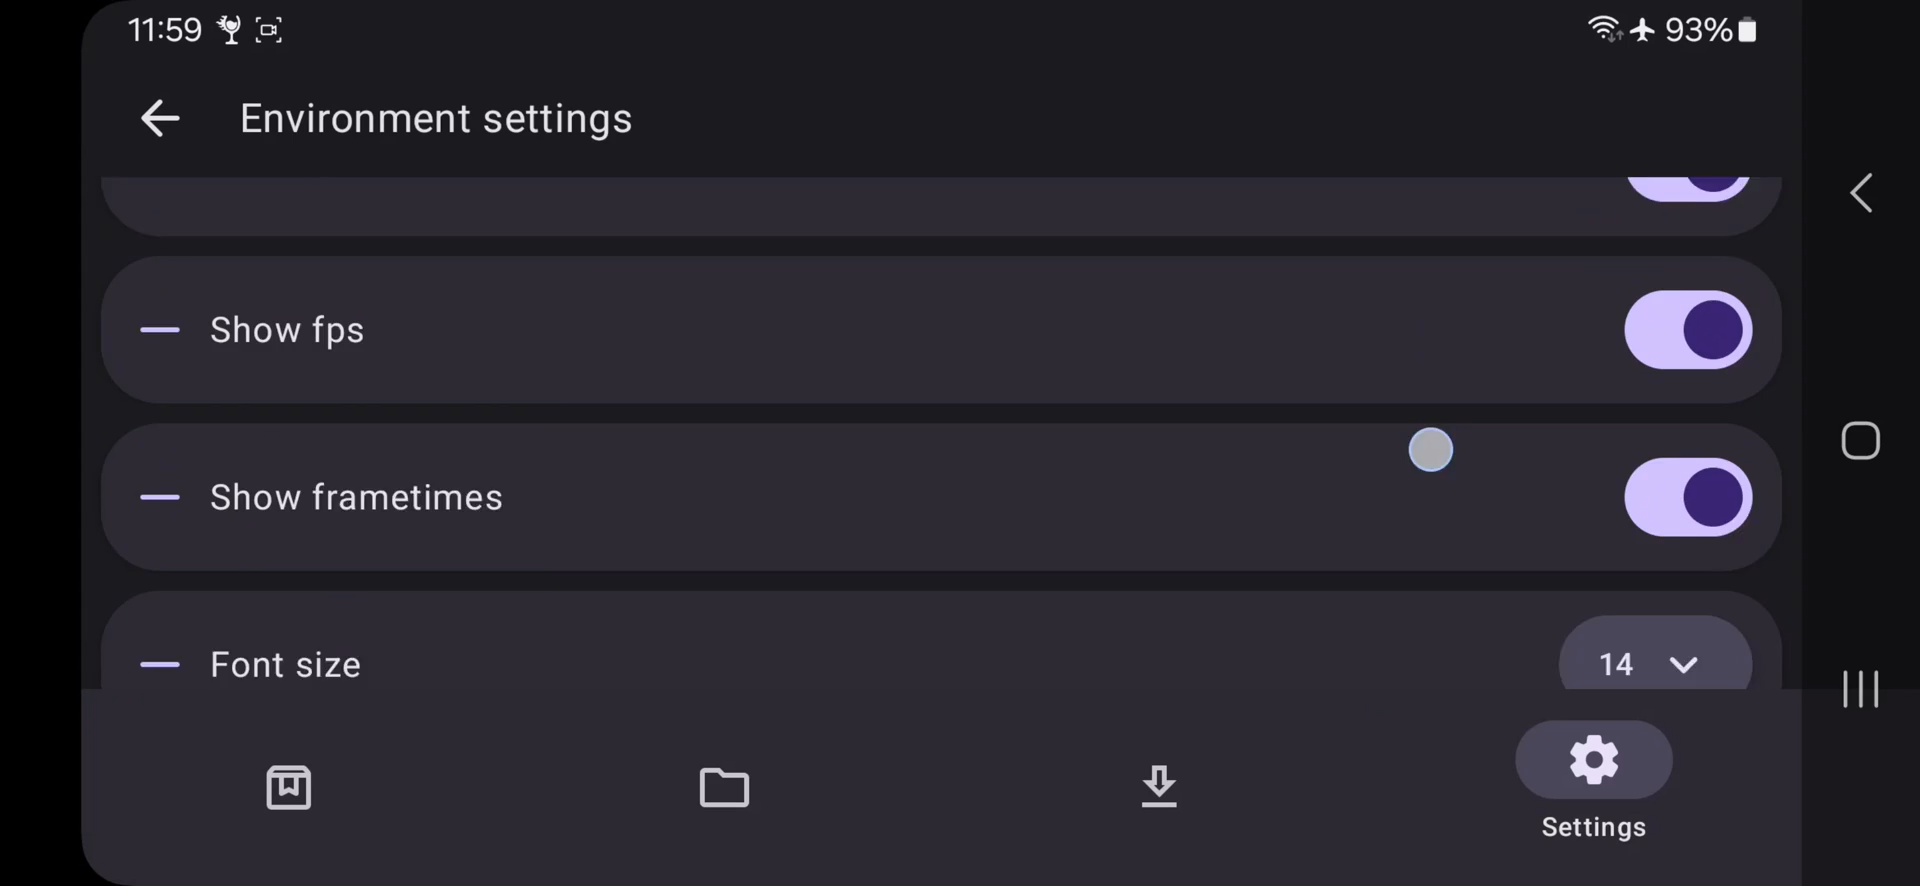 11:59
93%
Environment settings
Show fps
Show frametimes
Font size
14
Settings